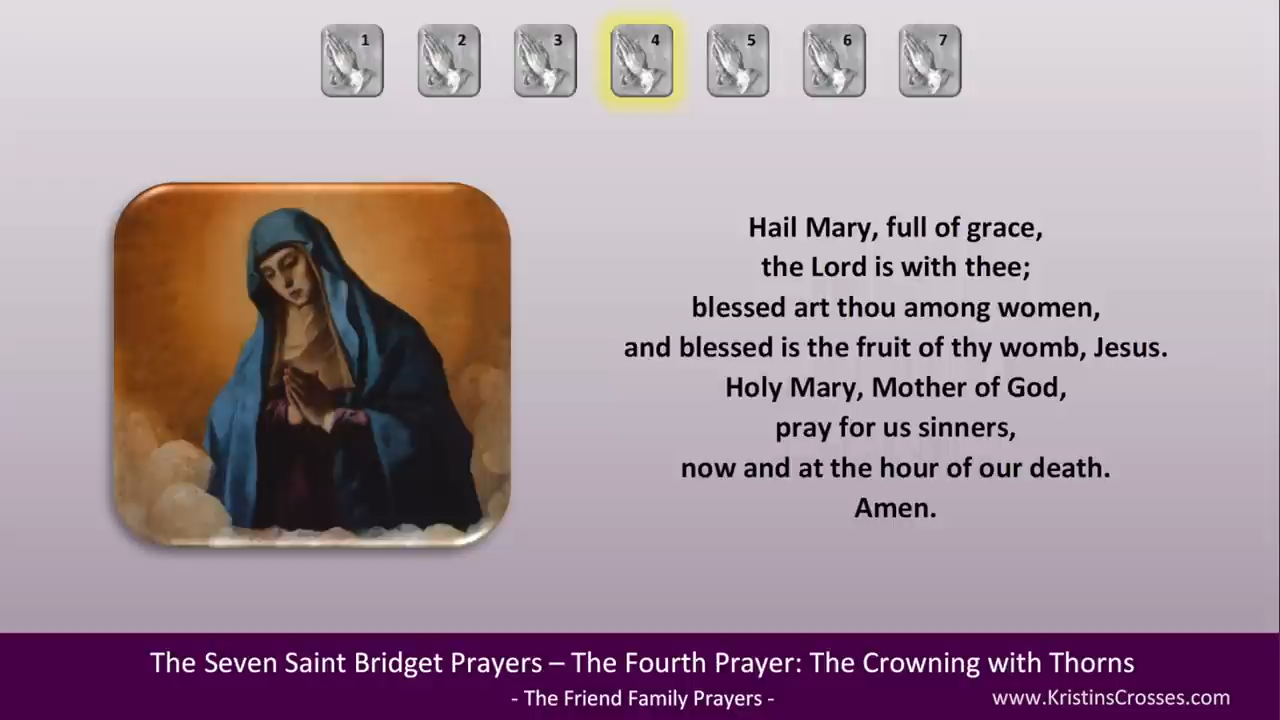 1 2 3 4 5 6 7
Hail Mary, full of grace,
the Lord is with thee;
blessed art thou among women,
and blessed is the fruit of thy womb, Jesus.
Holy Mary, Mother of God,
pray for us sinners,
now and at the hour of our death.
Amen.
The Seven Saint Bridget Prayers – The Fourth Prayer: The Crowning with Thorns
- The Friend Family Prayers -
www.KristinsCrosses.com